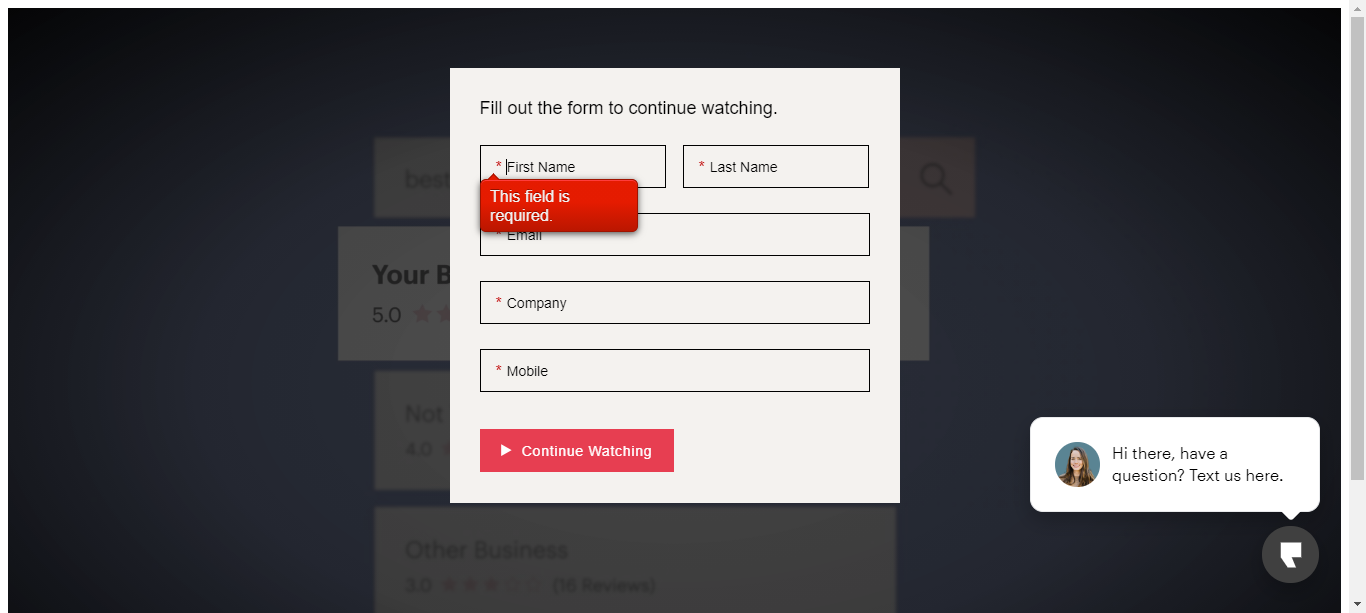 Fill out the form to continue watching.
* First Name
* Last Name
This field is
required.
* Email
* Company
* Mobile
Continue Watching
best
Your B
5.0
Not
4.0
Other Business
3.0 (16 Reviews)
Hi there, have a
question? Text us here.